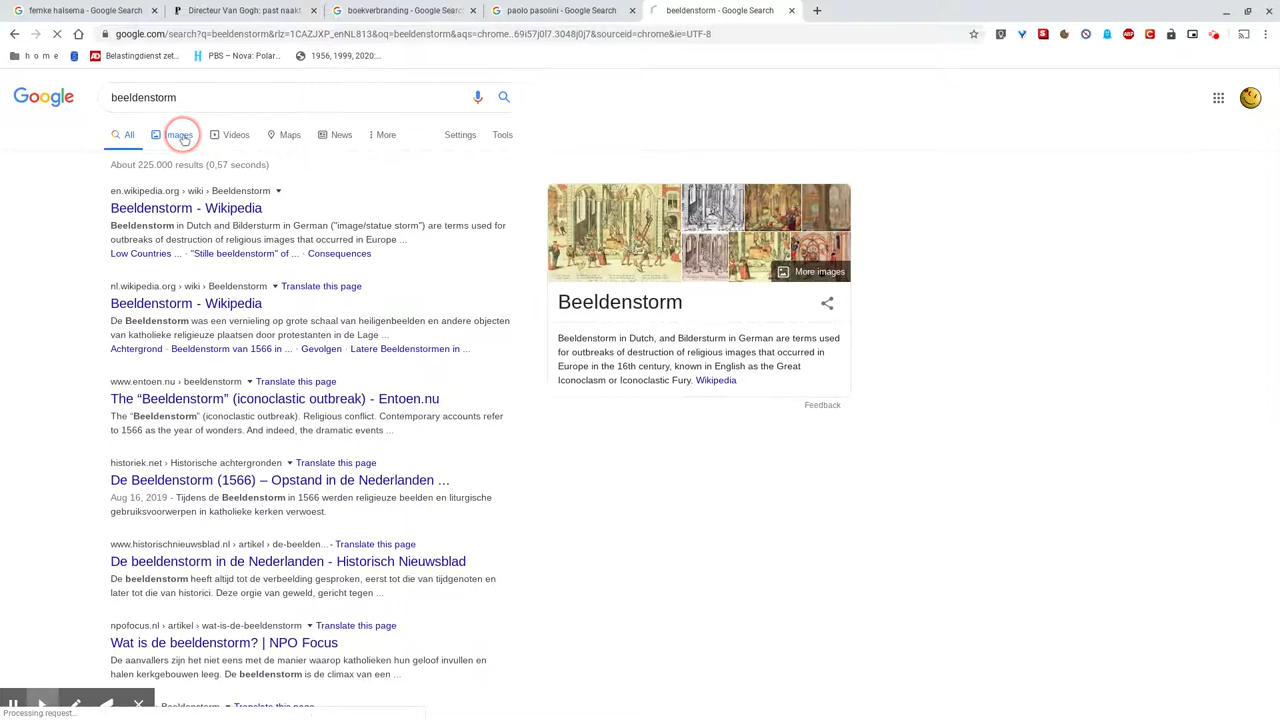 femke halsema - Google Search
Directeur Van Gogh: past naakt
boekverbranding - Google Search
paolo pasolini - Google Search
beeldenstorm - Google Search
google.com/search?q=beeldenstorm&rlz=1CAZJXP_enNL813&oq=beeldenstorm&aqs=chrome..69i57j0l7.3048j0j7&sourceid=chrome&ie=UTF-8
h o m e
Belastingdienst zet...
PBS – Nova: Polar...
1956, 1999, 2020:...
Google
beeldenstorm
All
Images
Videos
Maps
News
More
Settings
Tools
About 225.000 results (0,57 seconds)
en.wikipedia.org › wiki › Beeldenstorm
Beeldenstorm - Wikipedia
Beeldenstorm in Dutch and Bildersturm in German ("image/statue storm") are terms used for
outbreaks of destruction of religious images that occurred in Europe ...
Low Countries ... · "Stille beeldenstorm" of ... · Consequences
nl.wikipedia.org › wiki › Beeldenstorm Translate this page
Beeldenstorm - Wikipedia
De Beeldenstorm was een vernieling op grote schaal van heiligenbeelden en andere objecten
van katholieke religieuze plaatsen door protestanten in de Lage ...
Achtergrond · Beeldenstorm van 1566 in ... · Gevolgen · Latere Beeldenstormen in ...
www.entoen.nu › beeldenstorm Translate this page
The “Beeldenstorm” (iconoclastic outbreak) - Entoen.nu
The “Beeldenstorm” (iconoclastic outbreak). Religious conflict. Contemporary accounts refer
to 1566 as the year of wonders. And indeed, the dramatic events ...
historiek.net › Historische achtergronden Translate this page
De Beeldenstorm (1566) – Opstand in de Nederlanden ...
Aug 16, 2019 - Tijdens de Beeldenstorm in 1566 werden religieuze beelden en liturgische
gebruiksvoorwerpen in katholieke kerken verwoest.
www.historischnieuwsblad.nl › artikel › de-beelden... - Translate this page
De beeldenstorm in de Nederlanden - Historisch Nieuwsblad
De beeldenstorm heeft altijd tot de verbeelding gesproken, eerst tot die van tijdgenoten en
later tot die van historici. Deze orgie van geweld, gericht tegen ...
npofocus.nl › artikel › wat-is-de-beeldenstorm Translate this page
Wat is de beeldenstorm? | NPO Focus
De aanvallers zijn het niet eens met de manier waarop katholieken hun geloof invullen en
halen kerkgebouwen leeg. De beeldenstorm is de climax van een ...
Beeldenstorm Translate this page
Processing request...
More images
Beeldenstorm
Beeldenstorm in Dutch, and Bildersturm in German are terms used
for outbreaks of destruction of religious images that occurred in
Europe in the 16th century, known in English as the Great
Iconoclasm or Iconoclastic Fury. Wikipedia
Feedback